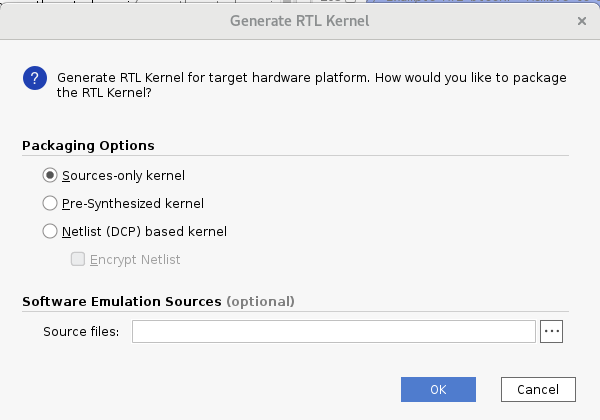 Generate RTL Kernel
Generate RTL Kernel for target hardware platform. How would you like to package
the RTL Kernel?
Packaging Options
Sources-only kernel
Pre-Synthesized kernel
Netlist (DCP) based kernel
Encrypt Netlist
Software Emulation Sources (optional)
Source files:
OK
Cancel